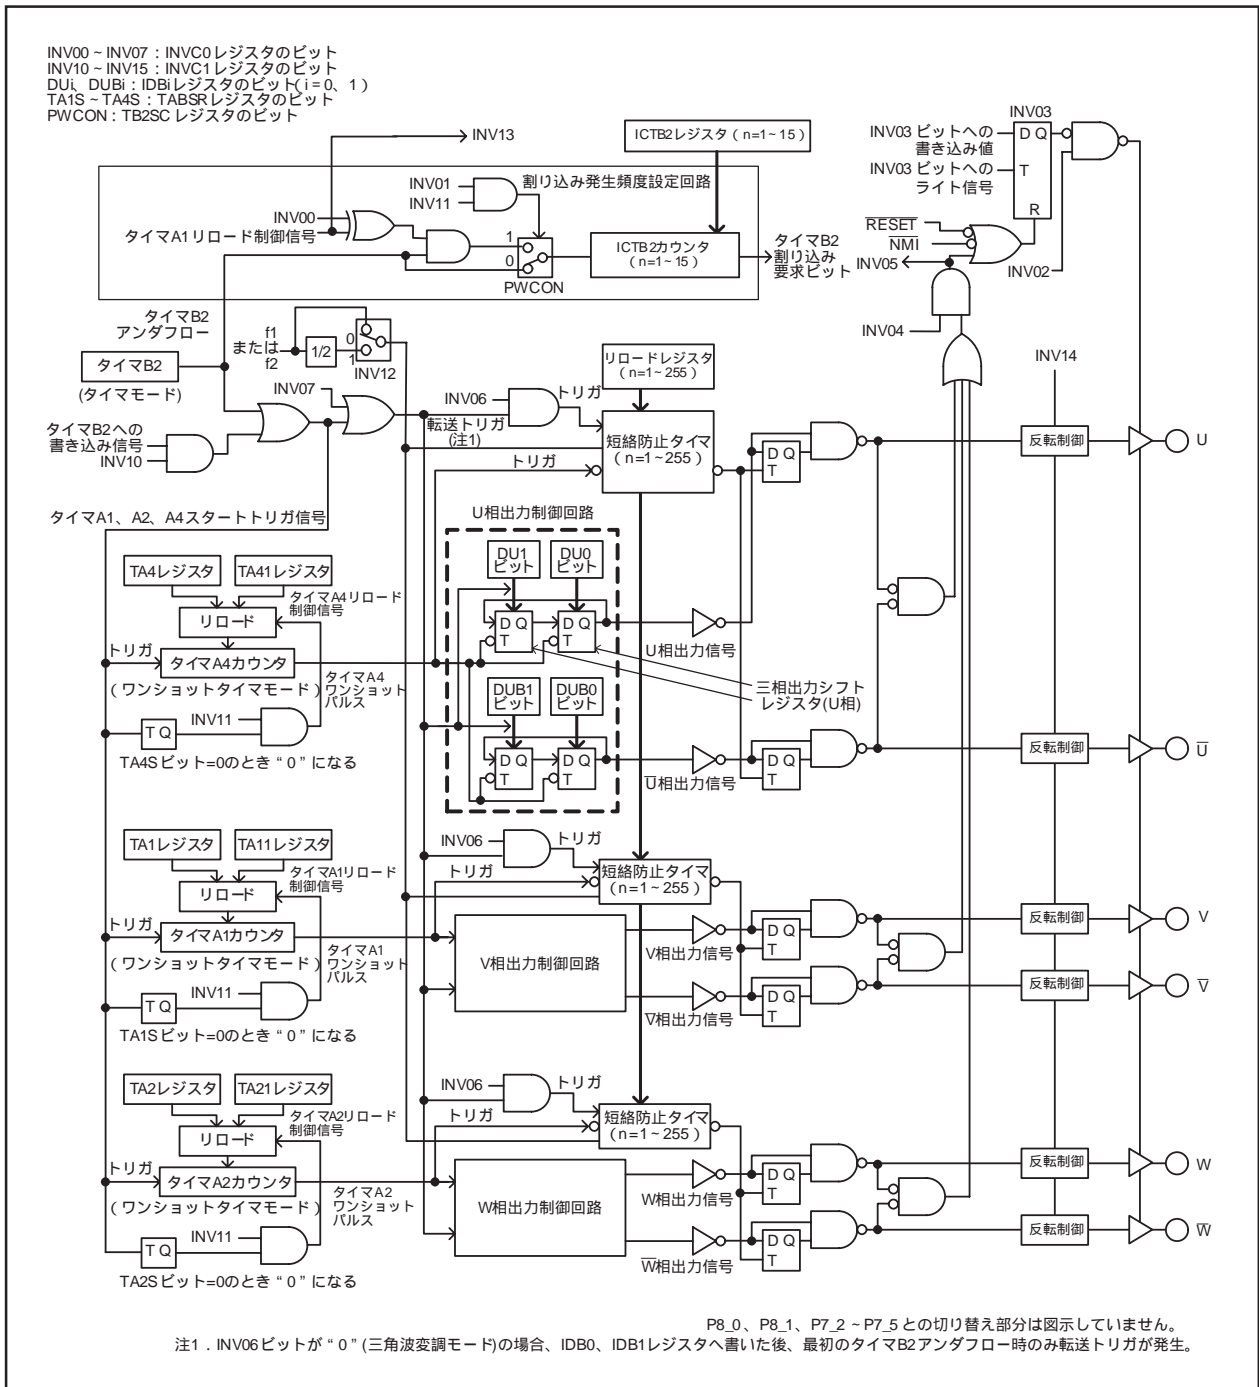 INV00~INV07：INVC0レジスタのビット
INV10~INV15：INVC1レジスタのビット
DUi、DUBi：IDBiレジスタのビット(i=0、1)
TA1S~TA4S：TABSRレジスタのビット
PWCON：TB2SCレジスタのビット
INV13
ICTB2レジスタ（n=1~15）
INV03
INV03ビットへの
書き込み値
D Q
INV03ビットへの
ライト信号
T
R
INV01
INV11
割り込み発生頻度設定回路
INV00
タイマA1リロード制御信号
1
0
PWCON
ICTB2カウンタ
（n=1~15）
タイマB2
割り込み
要求ビット
RESET
NMI
INV05
INV02
INV04
INV14
タイマB2
アンダフロー
タイマB2
(タイマモード)
f1
または
f2
1/2
0
1
INV12
INV07
INV06
トリガ
転送トリガ
(注1)
リロードレジスタ
（n=1~255）
短絡防止タイマ
（n=1~255）
タイマB2への
書き込み信号
INV10
トリガ
D Q
T
反転制御
U
タイマA1、A2、A4スタートトリガ信号
U相出力制御回路
DU1
ビット
DU0
ビット
TA4レジスタ
TA41レジスタ
タイマA4リロード
制御信号
リロード
D Q
T
D Q
T
U相出力信号
トリガ
タイマA4カウンタ
（ワンショットタイマモード）
タイマA4
ワンショット
パルス
三相出力シフト
レジスタ(U相)
DUB1
ビット
DUB0
ビット
INV11
T Q
TA4Sビット=0のとき“0”になる
D Q
T
D Q
T
U相出力信号
D Q
T
反転制御
U
TA1レジスタ
TA11レジスタ
タイマA1リロード
制御信号
リロード
INV06
トリガ
トリガ
短絡防止タイマ
（n=1~255）
トリガ
タイマA1カウンタ
（ワンショットタイマモード）
タイマA1
ワンショット
パルス
V相出力制御回路
V相出力信号
D Q
T
反転制御
V
INV11
T Q
TA1Sビット=0のとき“0”になる
V相出力信号
D Q
T
反転制御
V
TA2レジスタ
TA21レジスタ
タイマA2リロード
制御信号
リロード
INV06
トリガ
トリガ
短絡防止タイマ
（n=1~255）
トリガ
タイマA2カウンタ
（ワンショットタイマモード）
タイマA2
ワンショット
パルス
W相出力制御回路
W相出力信号
D Q
T
反転制御
W
INV11
T Q
TA2Sビット=0のとき“0”になる
W相出力信号
D Q
T
反転制御
W
P8_0、P8_1、P7_2~P7_5との切り替え部分は図示していません。
注1．INV06ビットが“0”(三角波変調モード)の場合、IDB0、IDB1レジスタへ書いた後、最初のタイマB2アンダフロー時のみ転送トリガが発生。